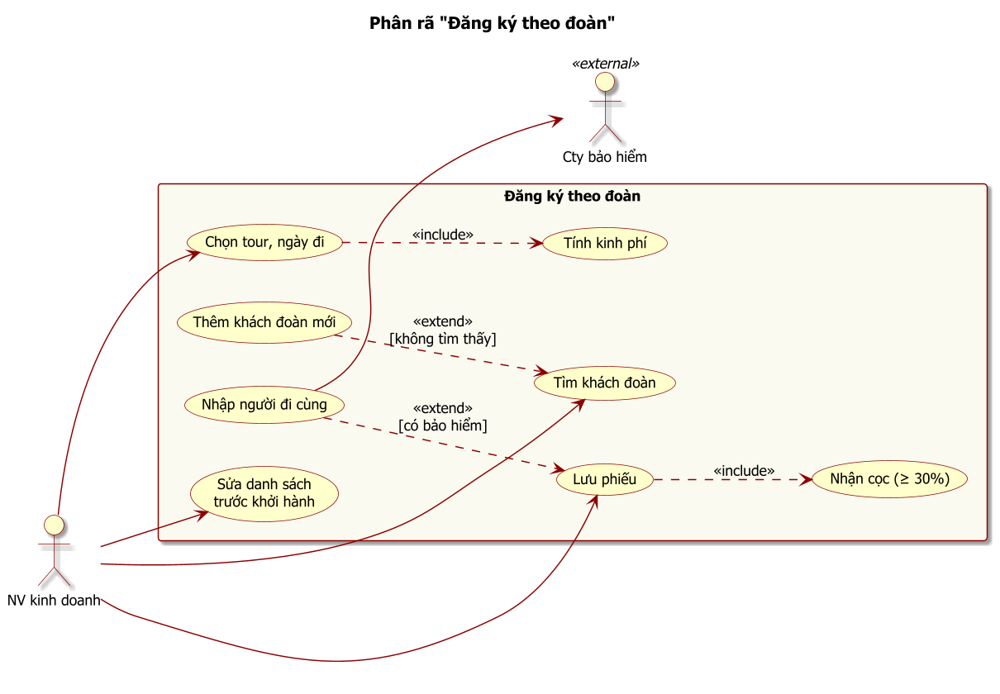 Phân rã "Đăng ký theo đoàn"
«external»
Cty bảo hiểm
Đăng ký theo đoàn
Chọn tour, ngày đi
«include»
Tính kinh phí
Thêm khách đoàn mới
«extend»
[không tìm thấy]
Tìm khách đoàn
Nhập người đi cùng
«extend»
[có bảo hiểm]
Lưu phiếu
«include»
Nhận cọc (≥ 30%)
Sửa danh sách
trước khởi hành
NV kinh doanh